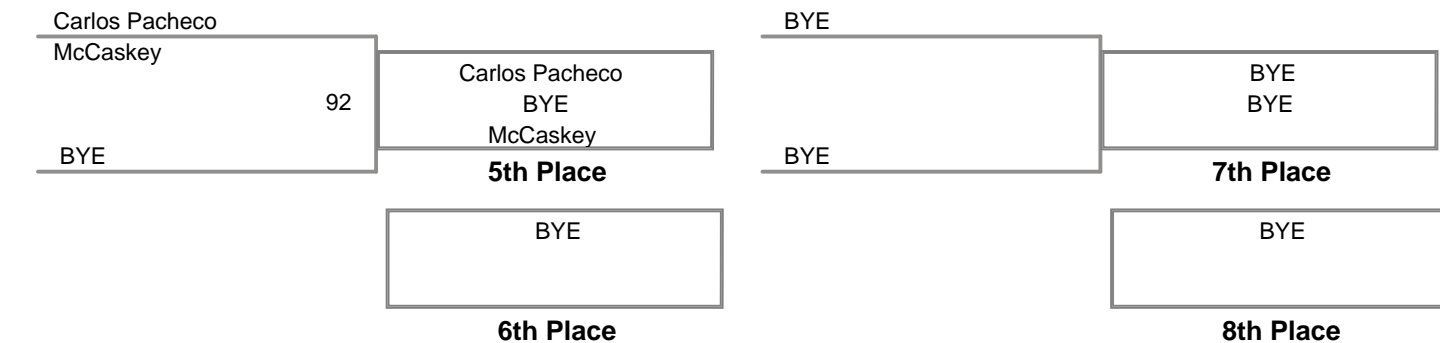 Carlos Pacheco
McCaskey
92
BYE
Carlos Pacheco
BYE
McCaskey
5th Place
BYE
6th Place
BYE
BYE
BYE
BYE
7th Place
BYE
8th Place